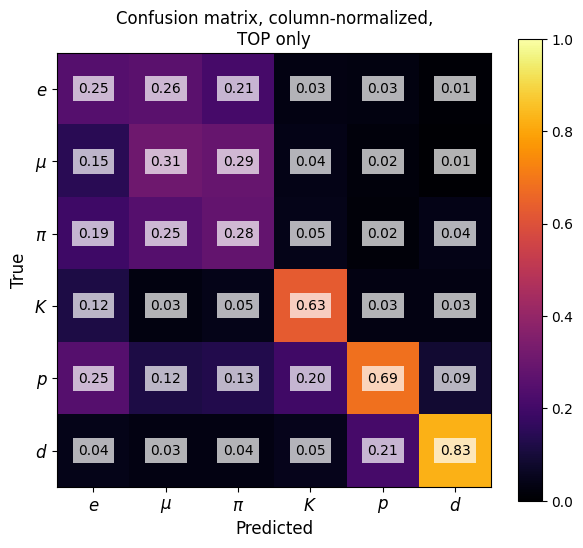 Confusion matrix, column-normalized,
TOP only
e 0.25 0.26 0.21 0.03 0.03 0.01
μ 0.15 0.31 0.29 0.04 0.02 0.01
π 0.19 0.25 0.28 0.05 0.02 0.04
K 0.12 0.03 0.05 0.63 0.03 0.03
p 0.25 0.12 0.13 0.20 0.69 0.09
d 0.04 0.03 0.04 0.05 0.21 0.83
e μ π K p d
Predicted
True
1.0
0.8
0.6
0.4
0.2
0.0